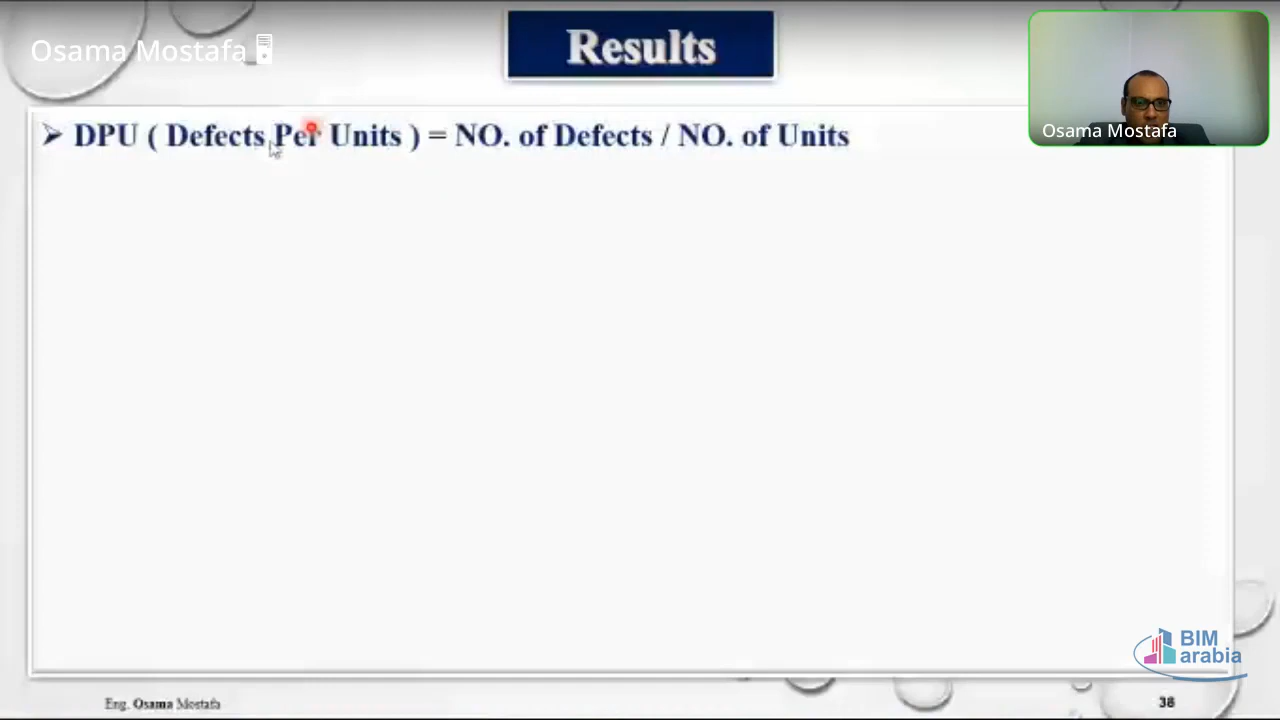 Results
Osama Mostafa
Osama Mostafa
➢ DPU ( Defects Per Units ) = NO. of Defects / NO. of Units
BIM
arabia
Eng. Osama Mostafa
36